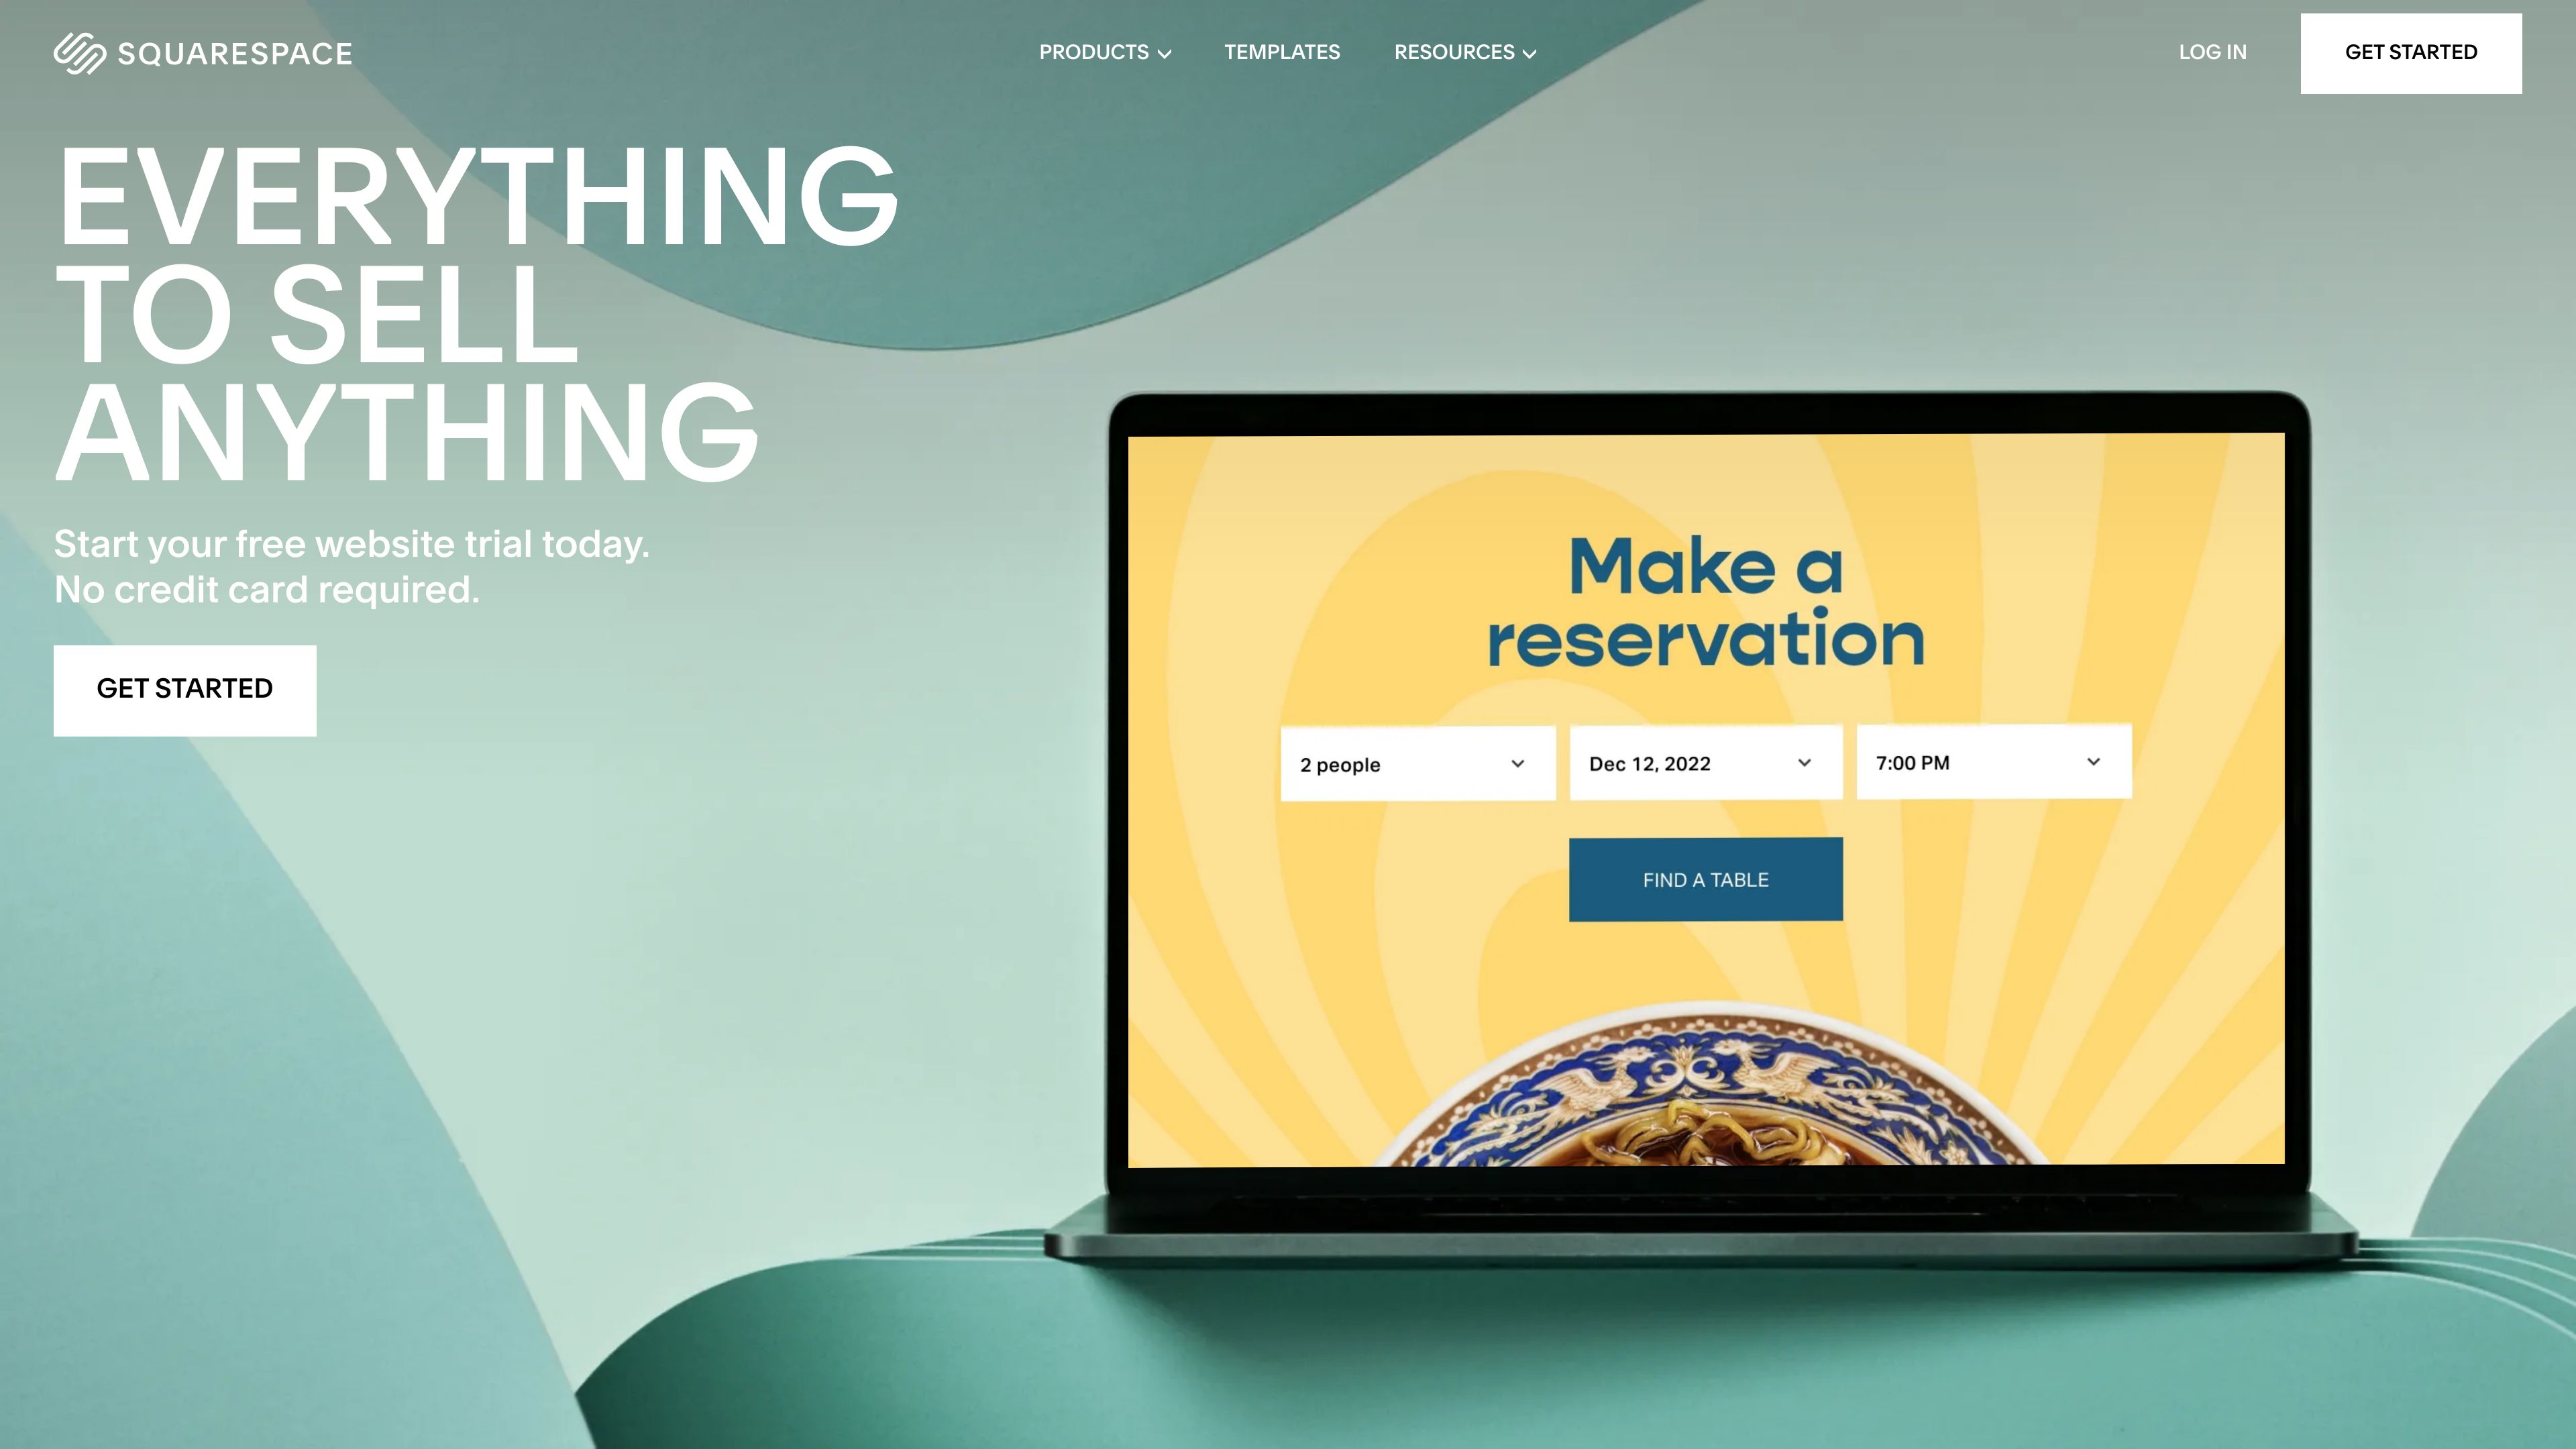 SQUARESPACE
PRODUCTS
TEMPLATES
RESOURCES
LOG IN
GET STARTED
EVERYTHING
TO SELL
ANYTHING
Start your free website trial today.
No credit card required.
GET STARTED
Make a
reservation
2 people
Dec 12, 2022
7:00 PM
FIND A TABLE